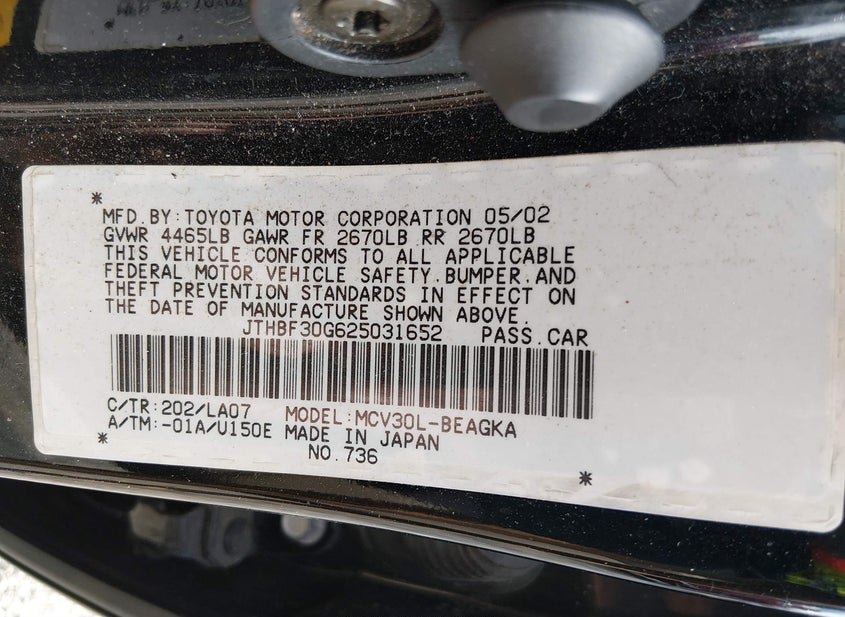 *
MFD.BY:TOYOTA MOTOR CORPORATION 05/02
GVWR 4465LB GAWR FR 2670LB RR 2670LB
THIS VEHICLE CONFORMS TO ALL APPLICABLE
FEDERAL MOTOR VEHICLE SAFETY,BUMPER,AND
THEFT PREVENTION STANDARDS IN EFFECT ON
THE DATE OF MANUFACTURE SHOWN ABOVE.
JTHBF30G625031652 PASS.CAR
C/TR:202/LA07 MODEL:MCV30L-BEAGKA
A/TM:-01A/U150E MADE IN JAPAN
* NO.736 *